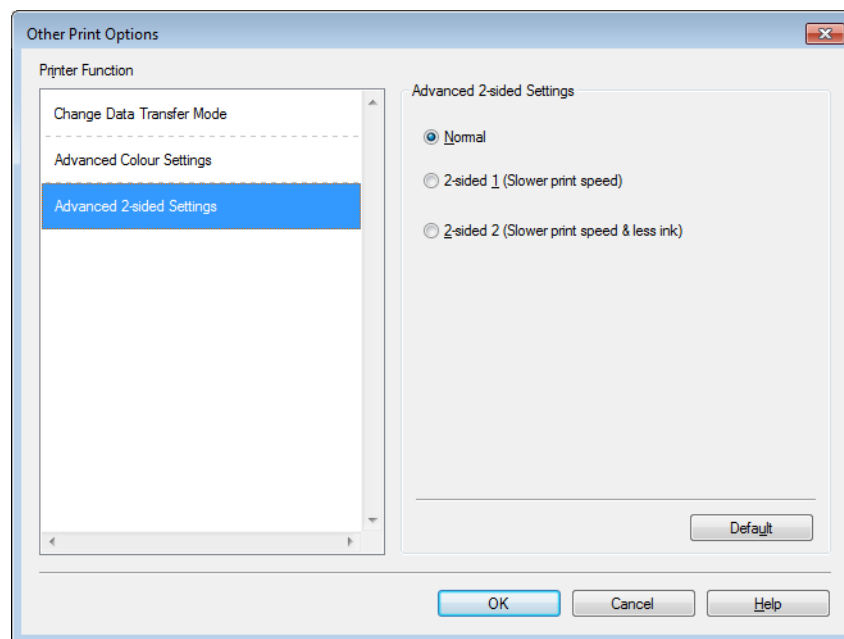 Other Print Options
Printer Function
Change Data Transfer Mode
Advanced Colour Settings
Advanced 2-sided Settings
Advanced 2-sided Settings
Normal
2-sided 1 (Slower print speed)
2-sided 2 (Slower print speed & less ink)
Default
OK
Cancel
Help